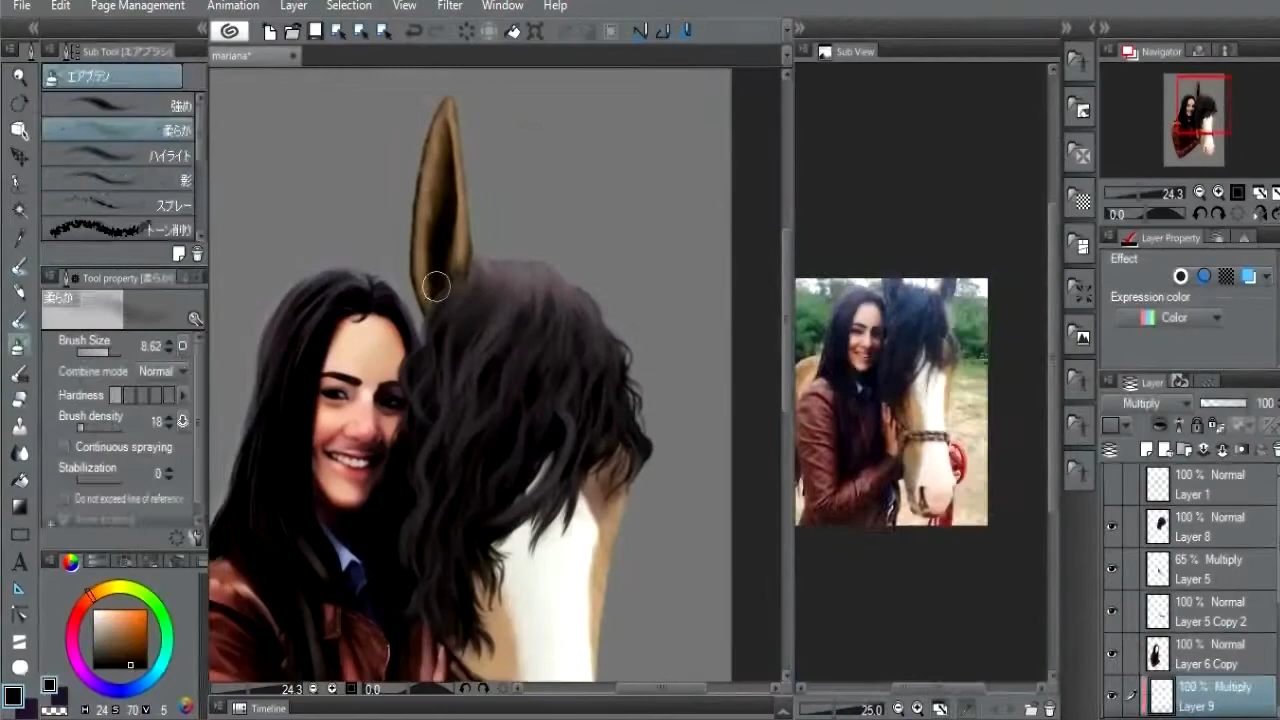 File Edit Page Management Animation Layer Selection View Filter Window Help
Sub Tool [エアブラシ]
エアブラシ
強め
柔らか
ハイライト
影
スプレー
トーン削り
Tool property [柔らか]
柔らか
Brush Size 8.62
Combine mode Normal
Hardness
Brush density 18
Continuous spraying
Stabilization 0
Do not exceed line of reference
H 24 S 70 V 5
mariana*
24.3 0.0
Timeline
Sub View
25.0
Navigator
24.3
0.0
Layer Property
Effect
Expression color
Color
Layer
Multiply 100
100 % Normal
Layer 1
100 % Normal
Layer 8
65 % Multiply
Layer 5
100 % Normal
Layer 5 Copy 2
100 % Normal
Layer 6 Copy
100 % Multiply
Layer 9